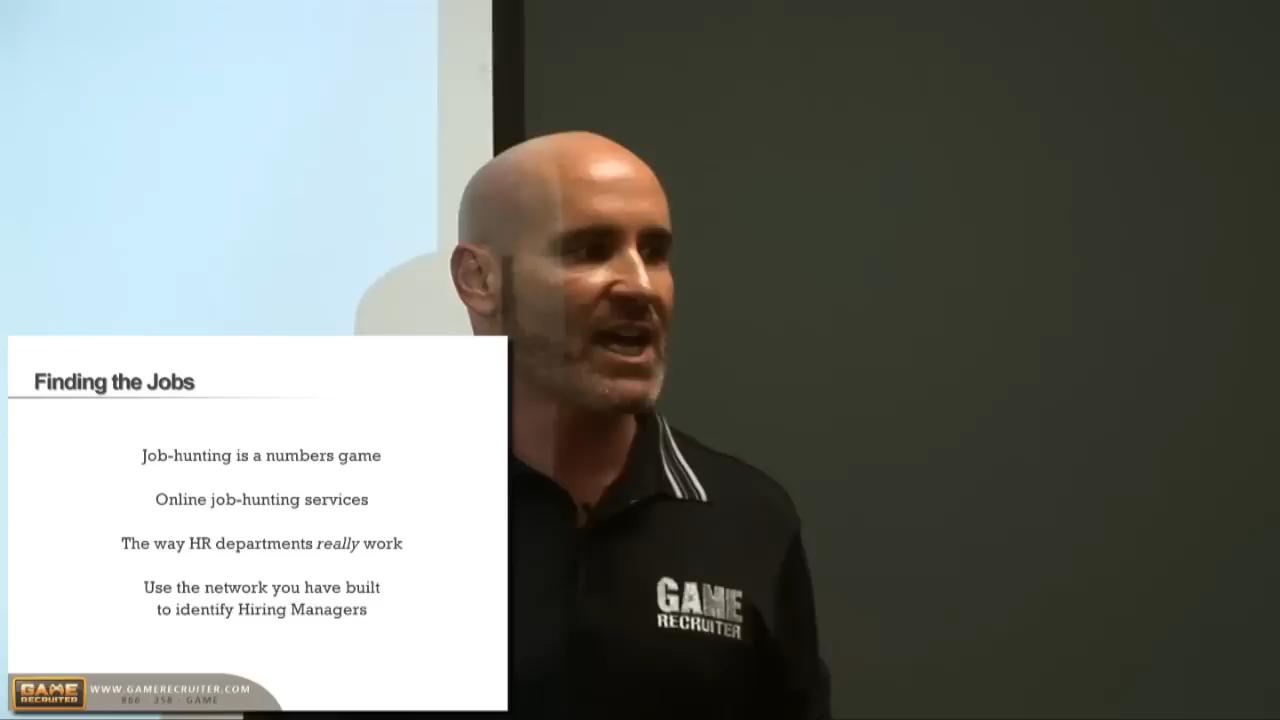 Finding the Jobs
Job-hunting is a numbers game
Online job-hunting services
The way HR departments really work
Use the network you have built
to identify Hiring Managers
GAME
RECRUITER
GAME
RECRUITER
WWW.GAMERECRUITER.COM
866 · 358 · GAME